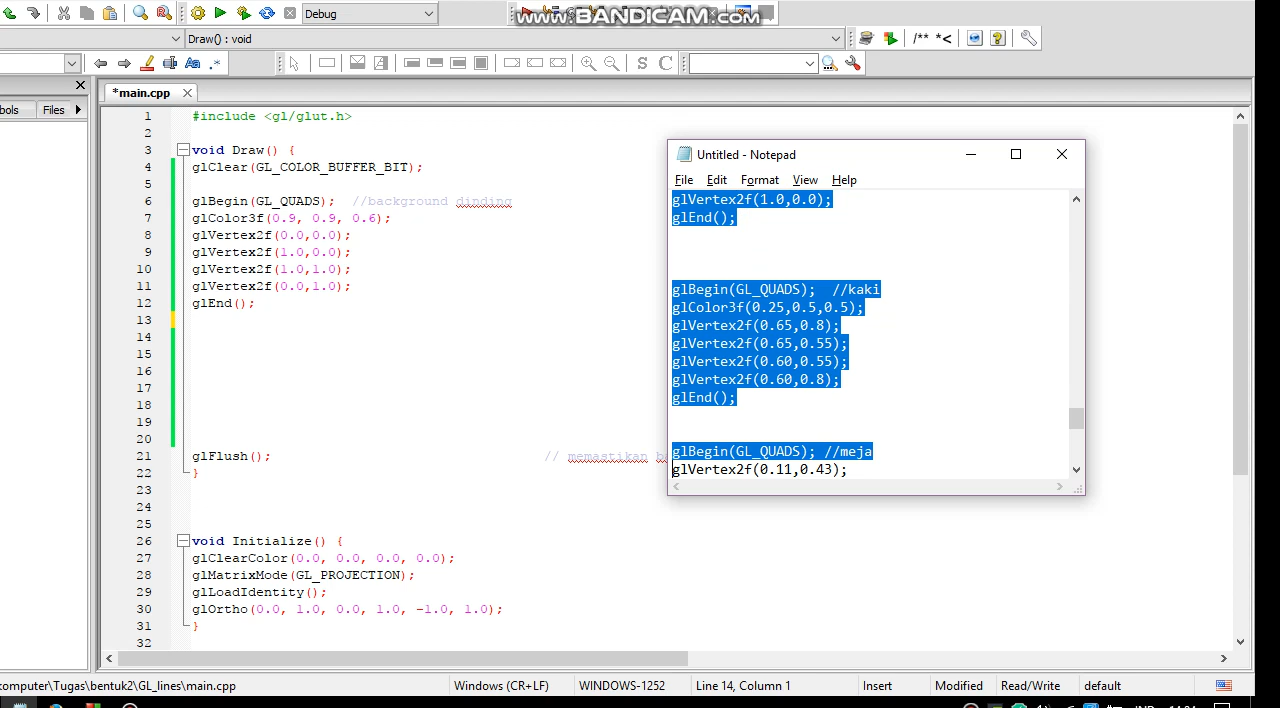 Debug
www.BANDICAM.com
Draw() : void
/** *<
Aa .*
S C
bols Files
*main.cpp
1 #include <gl/glut.h>
2
3 void Draw() {
4 glClear(GL_COLOR_BUFFER_BIT);
5
6 glBegin(GL_QUADS); //background dinding
7 glColor3f(0.9, 0.9, 0.6);
8 glVertex2f(0.0,0.0);
9 glVertex2f(1.0,0.0);
10 glVertex2f(1.0,1.0);
11 glVertex2f(0.0,1.0);
12 glEnd();
13
14
15
16
17
18
19
20
21 glFlush(); // memastikan
22 }
23
24
25
26 void Initialize() {
27 glClearColor(0.0, 0.0, 0.0, 0.0);
28 glMatrixMode(GL_PROJECTION);
29 glLoadIdentity();
30 glOrtho(0.0, 1.0, 0.0, 1.0, -1.0, 1.0);
31 }
32
Untitled - Notepad
File Edit Format View Help
glVertex2f(1.0,0.0);
glEnd();
glBegin(GL_QUADS); //kaki
glColor3f(0.25,0.5,0.5);
glVertex2f(0.65,0.8);
glVertex2f(0.65,0.55);
glVertex2f(0.60,0.55);
glVertex2f(0.60,0.8);
glEnd();
glBegin(GL_QUADS); //meja
glVertex2f(0.11,0.43);
computer\Tugas\bentuk2\GL_lines\main.cpp Windows (CR+LF) WINDOWS-1252 Line 14, Column 1 Insert Modified Read/Write default